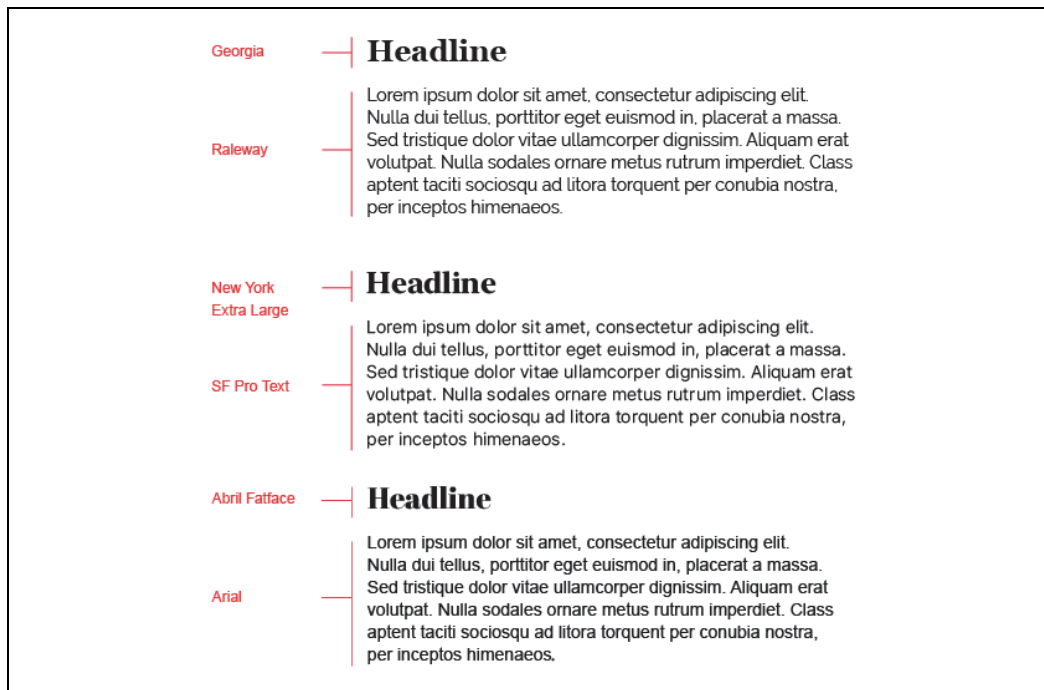 Georgia
Headline
Raleway
Lorem ipsum dolor sit amet, consectetur adipiscing elit.
Nulla dui tellus, porttitor eget euismod in, placerat a massa.
Sed tristique dolor vitae ullamcorper dignissim. Aliquam erat
volutpat. Nulla sodales ornare metus rutrum imperdiet. Class
aptent taciti sociosqu ad litora torquent per conubia nostra,
per inceptos himenaeos.
New York
Extra Large
Headline
SF Pro Text
Lorem ipsum dolor sit amet, consectetur adipiscing elit.
Nulla dui tellus, porttitor eget euismod in, placerat a massa.
Sed tristique dolor vitae ullamcorper dignissim. Aliquam erat
volutpat. Nulla sodales ornare metus rutrum imperdiet. Class
aptent taciti sociosqu ad litora torquent per conubia nostra,
per inceptos himenaeos.
Abril Fatface
Headline
Arial
Lorem ipsum dolor sit amet, consectetur adipiscing elit.
Nulla dui tellus, porttitor eget euismod in, placerat a massa.
Sed tristique dolor vitae ullamcorper dignissim. Aliquam erat
volutpat. Nulla sodales ornare metus rutrum imperdiet. Class
aptent taciti sociosqu ad litora torquent per conubia nostra,
per inceptos himenaeos.